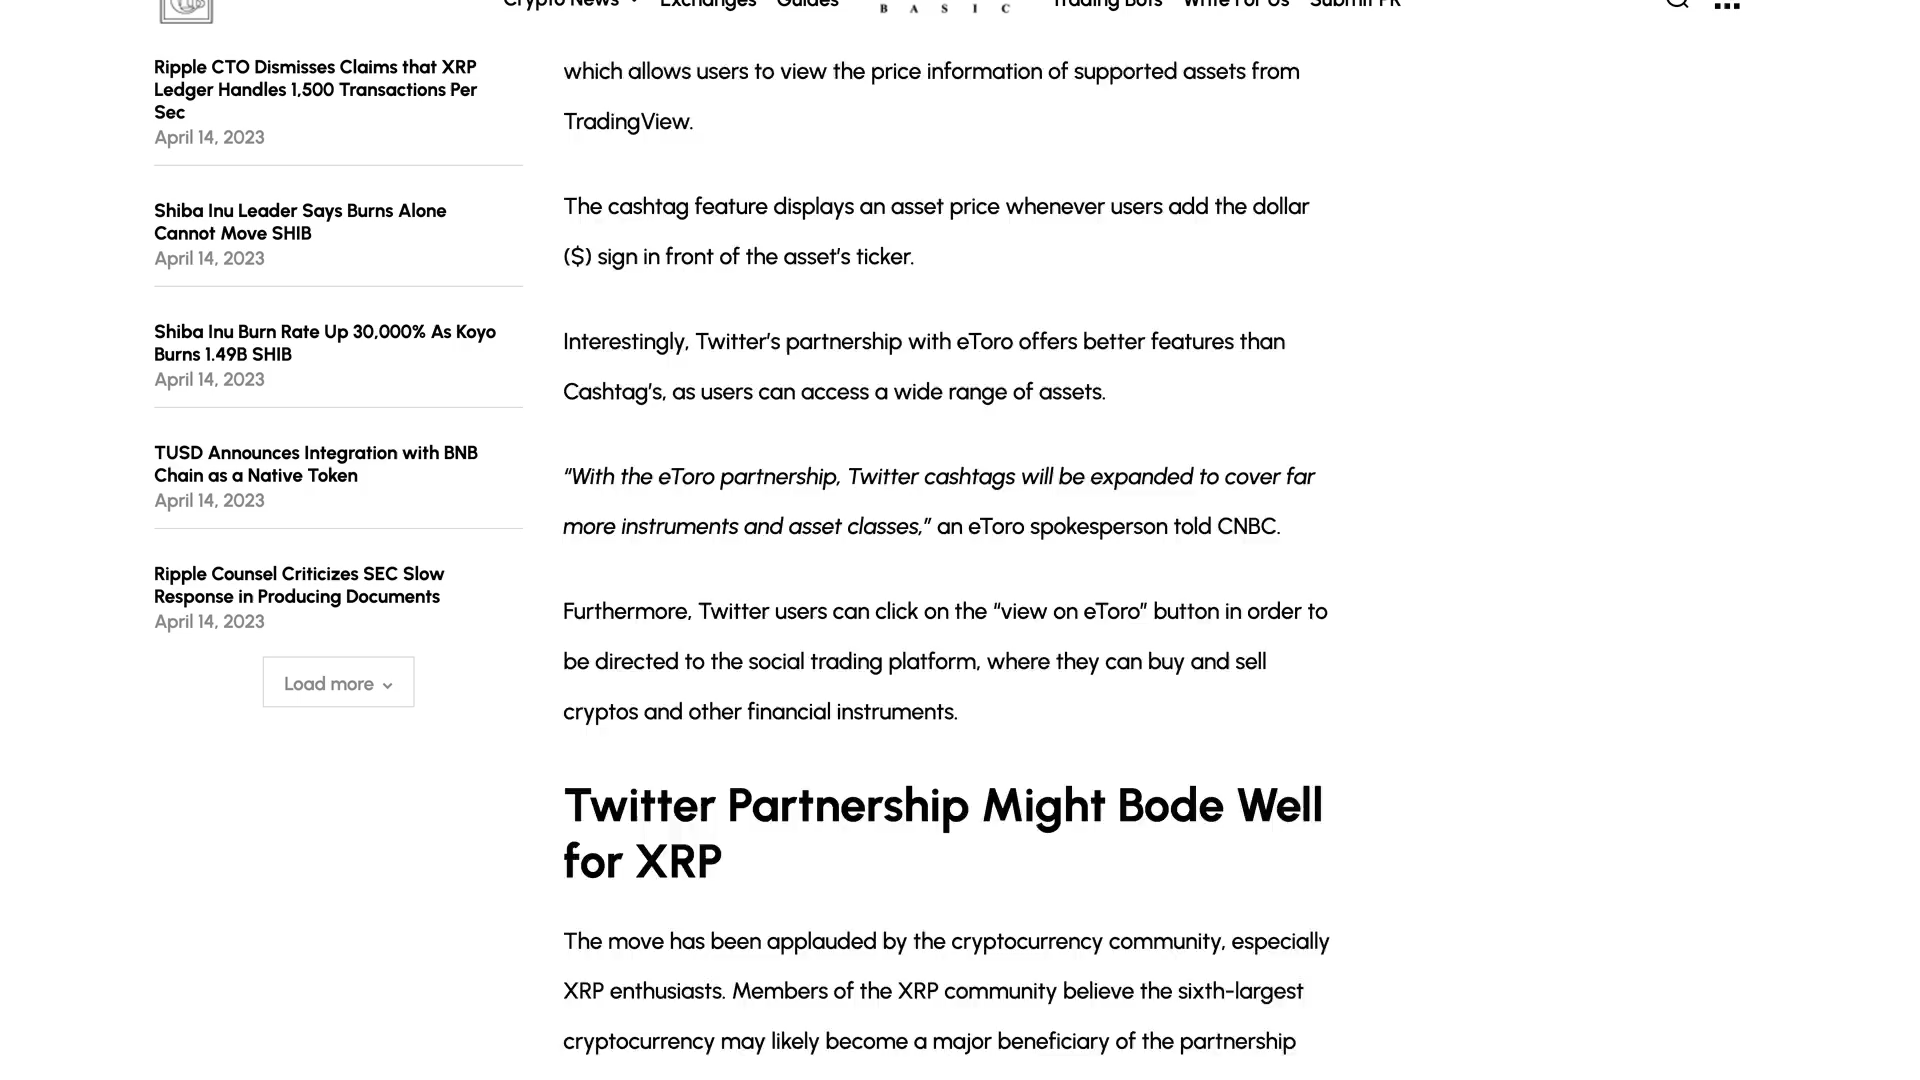 Crypto News
Exchanges
Guides
BASIC
Trading Bots
Write For Us
Submit PR
Ripple CTO Dismisses Claims that XRP
Ledger Handles 1,500 Transactions Per
Sec
April 14, 2023
Shiba Inu Leader Says Burns Alone
Cannot Move SHIB
April 14, 2023
Shiba Inu Burn Rate Up 30,000% As Koyo
Burns 1.49B SHIB
April 14, 2023
TUSD Announces Integration with BNB
Chain as a Native Token
April 14, 2023
Ripple Counsel Criticizes SEC Slow
Response in Producing Documents
April 14, 2023
Load more
which allows users to view the price information of supported assets from
TradingView.
The cashtag feature displays an asset price whenever users add the dollar
($) sign in front of the asset’s ticker.
Interestingly, Twitter’s partnership with eToro offers better features than
Cashtag’s, as users can access a wide range of assets.
“With the eToro partnership, Twitter cashtags will be expanded to cover far
more instruments and asset classes,” an eToro spokesperson told CNBC.
Furthermore, Twitter users can click on the “view on eToro” button in order to
be directed to the social trading platform, where they can buy and sell
cryptos and other financial instruments.
Twitter Partnership Might Bode Well
for XRP
The move has been applauded by the cryptocurrency community, especially
XRP enthusiasts. Members of the XRP community believe the sixth-largest
cryptocurrency may likely become a major beneficiary of the partnership